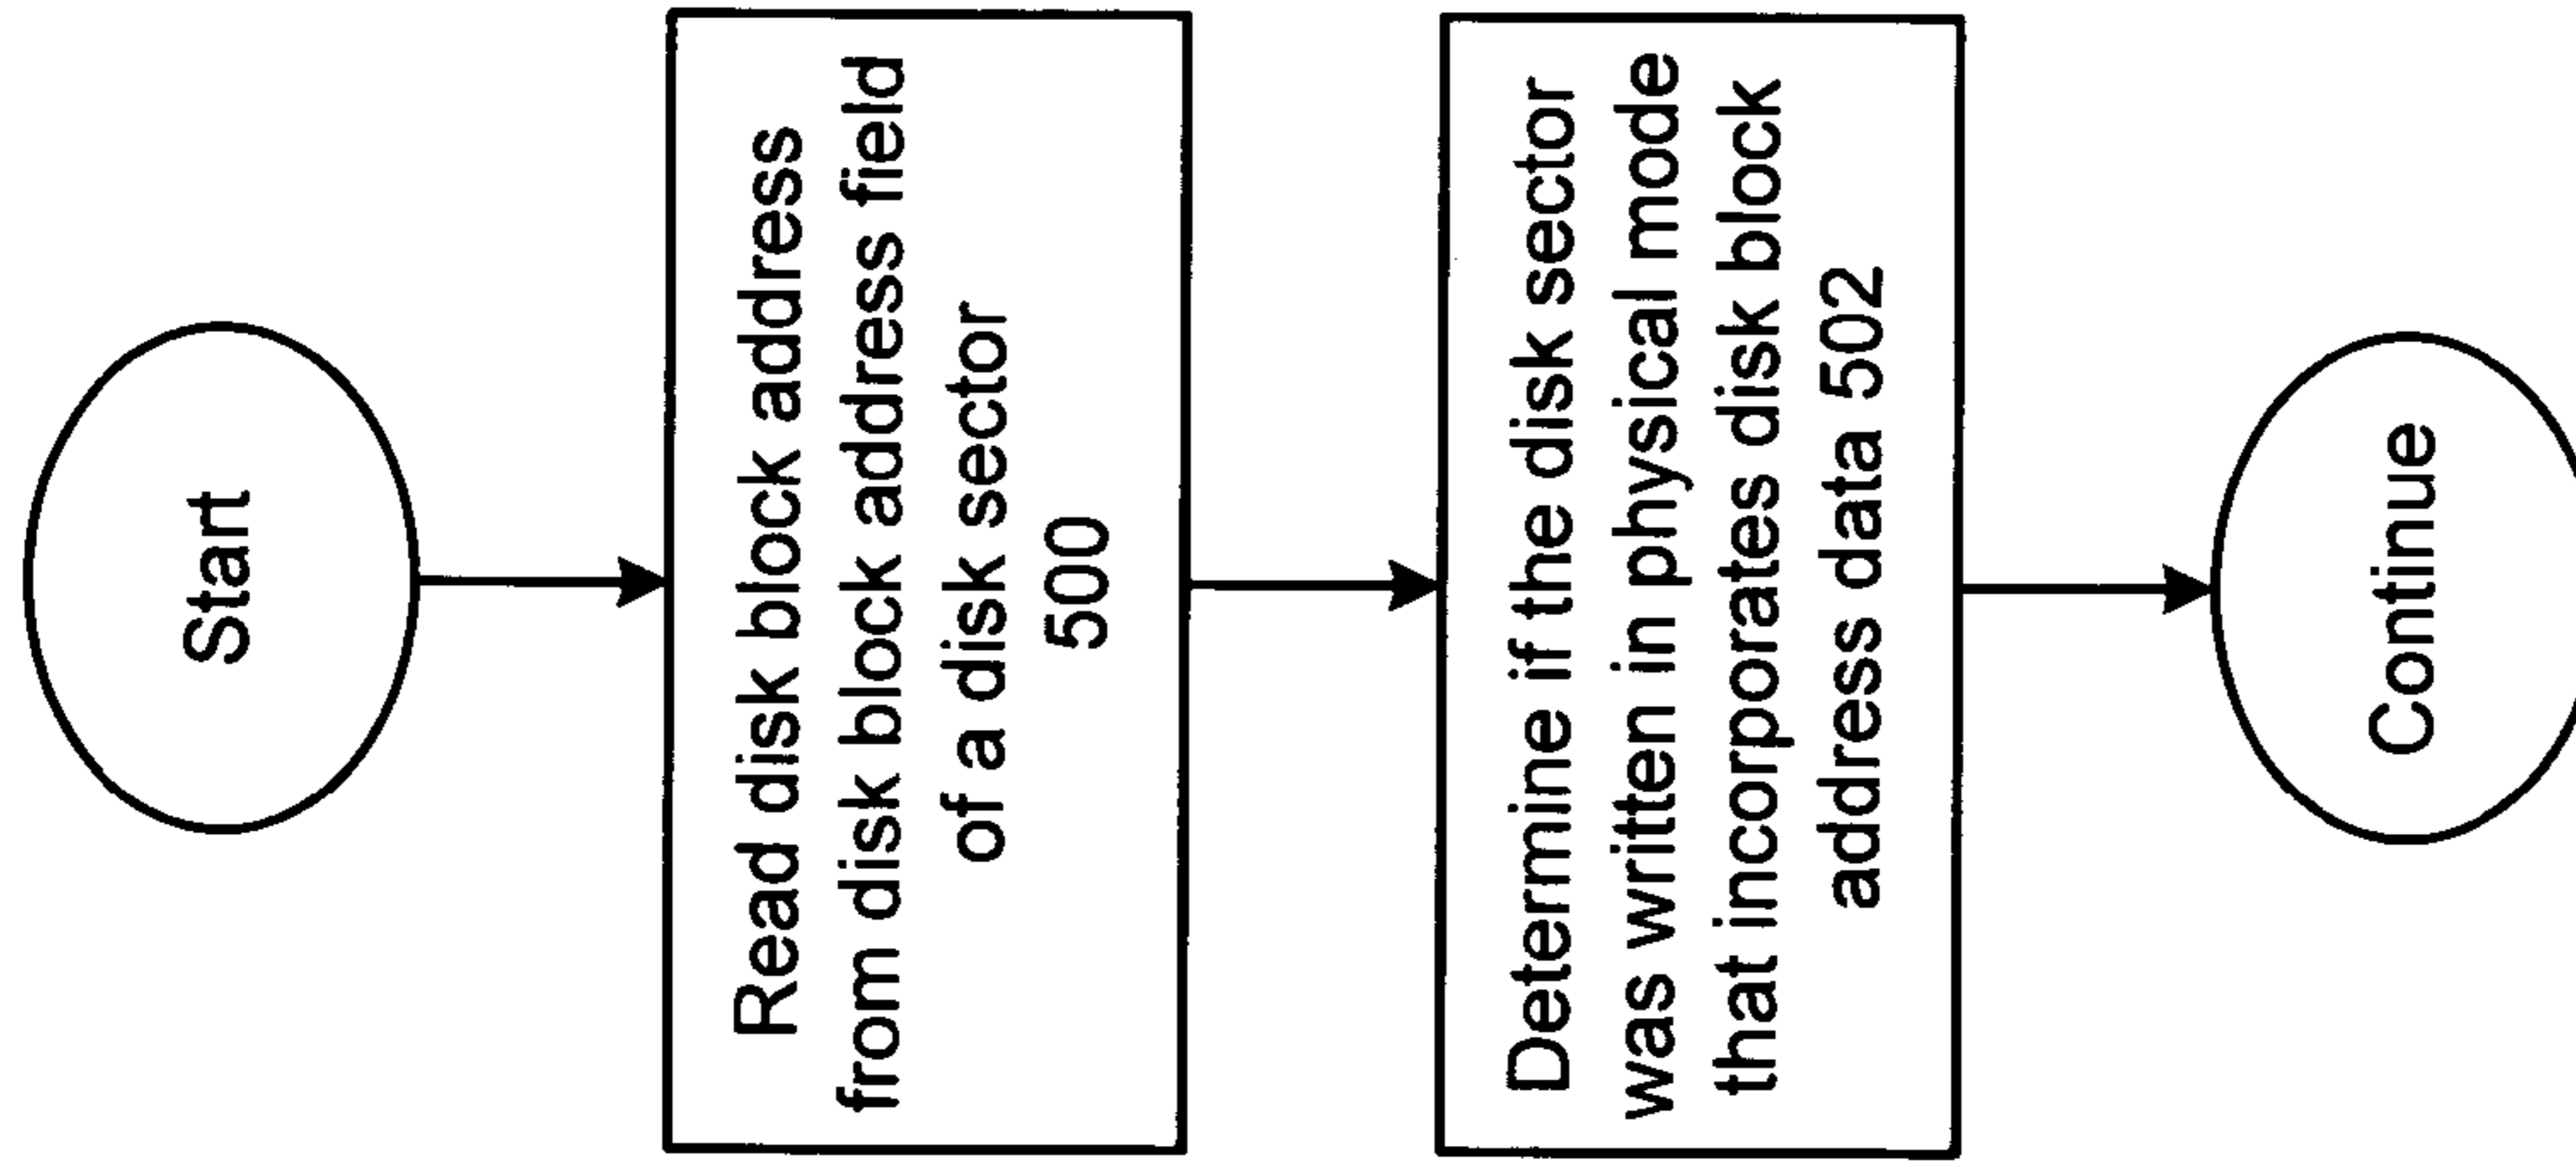 Start
Read disk block address
from disk block address field
of a disk sector
500
Determine if the disk sector
was written in physical mode
that incorporates disk block
address data 502
Continue